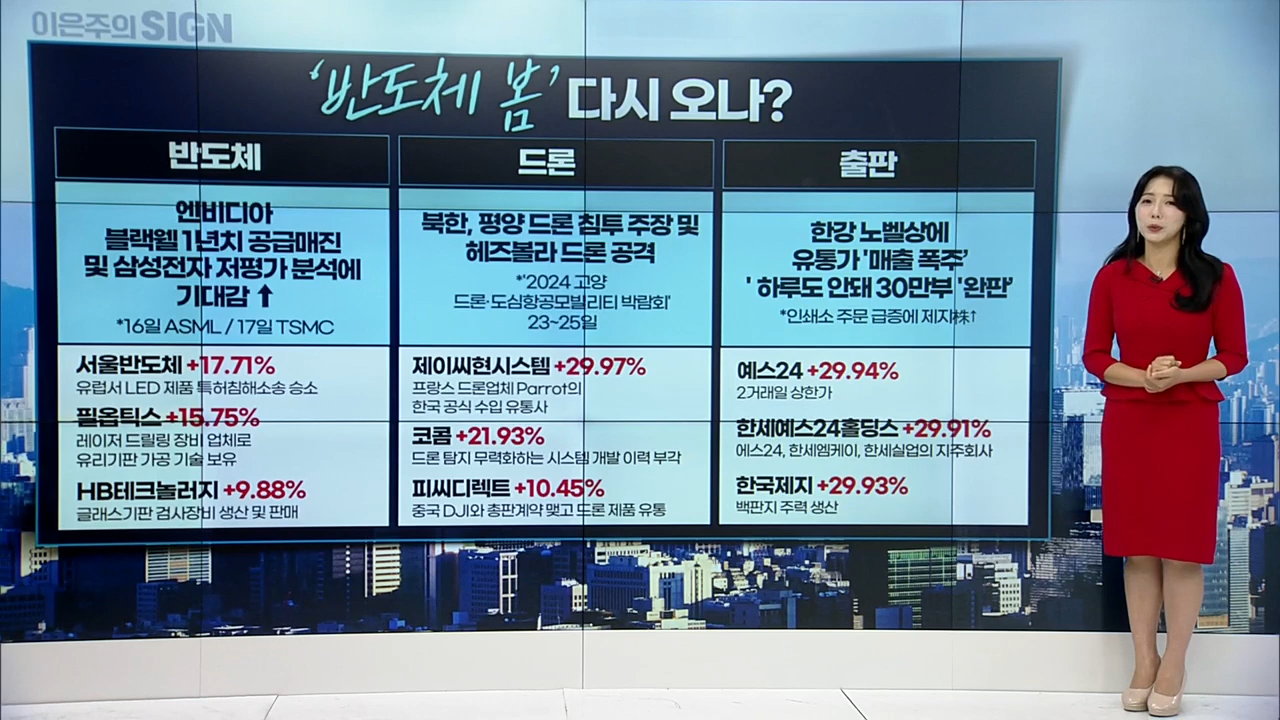 이은주의 SIGN
'반도체 봄' 다시 오나?
반도체
엔비디아
블랙웰 1년치 공급매진
및 삼성전자 저평가 분석에
기대감 ↑
*16일 ASML / 17일 TSMC
서울반도체 +17.71%
유럽서 LED 제품 특허침해소송 승소
필옵틱스 +15.75%
레이저 드릴링 장비 업체로
유리기판 가공 기술 보유
HB테크놀러지 +9.88%
글래스기판 검사장비 생산 및 판매
드론
북한, 평양 드론 침투 주장 및
헤즈볼라 드론 공격
*'2024 고양
드론·도심항공모빌리티 박람회'
23~25일
제이씨현시스템 +29.97%
프랑스 드론업체 Parrot의
한국 공식 수입 유통사
코콤 +21.93%
드론 탐지 무력화하는 시스템 개발 이력 부각
피씨디렉트 +10.45%
중국 DJI와 총판계약 맺고 드론 제품 유통
출판
한강 노벨상에
유통가 '매출 폭주'
' 하루도 안돼 30만부 '완판'
*인쇄소 주문 급증에 제지株↑
예스24 +29.94%
2거래일 상한가
한세예스24홀딩스 +29.91%
에스24, 한세엠케이, 한세실업의 지주회사
한국제지 +29.93%
백판지 주력 생산